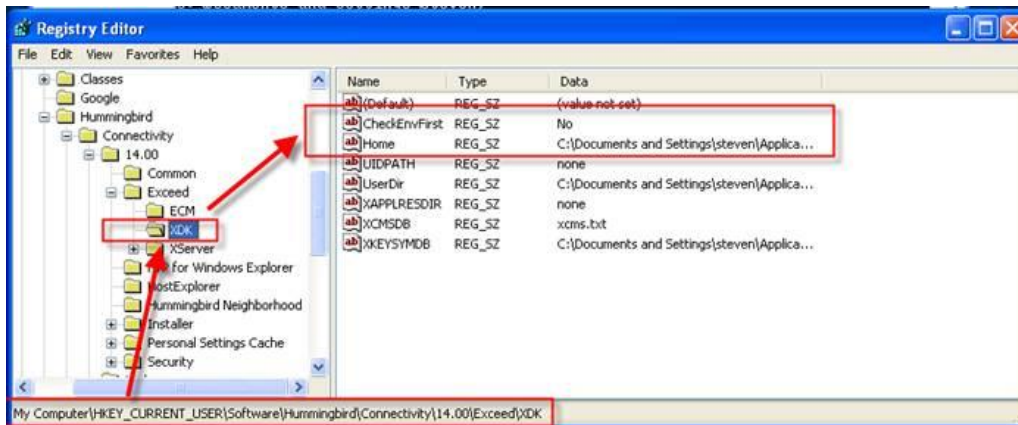 Registry Editor
File Edit View Favorites Help
Classes
Google
Hummingbird
Connectivity
14.00
Common
Exceed
ECM
XDK
XServer
for Windows Explorer
HostExplorer
Hummingbird Neighborhood
Installer
Personal Settings Cache
Security
Name Type Data
(Default) REG_SZ (value not set)
CheckEnvFirst REG_SZ No
Home REG_SZ C:\Documents and Settings\steven\Applica...
UIDPATH REG_SZ none
UserDir REG_SZ C:\Documents and Settings\steven\Applica...
XAPPLRESDIR REG_SZ none
XCMSDB REG_SZ xcms.txt
XKEYSYMDB REG_SZ C:\Documents and Settings\steven\Applica...
My Computer\HKEY_CURRENT_USER\Software\Hummingbird\Connectivity\14.00\Exceed\XDK